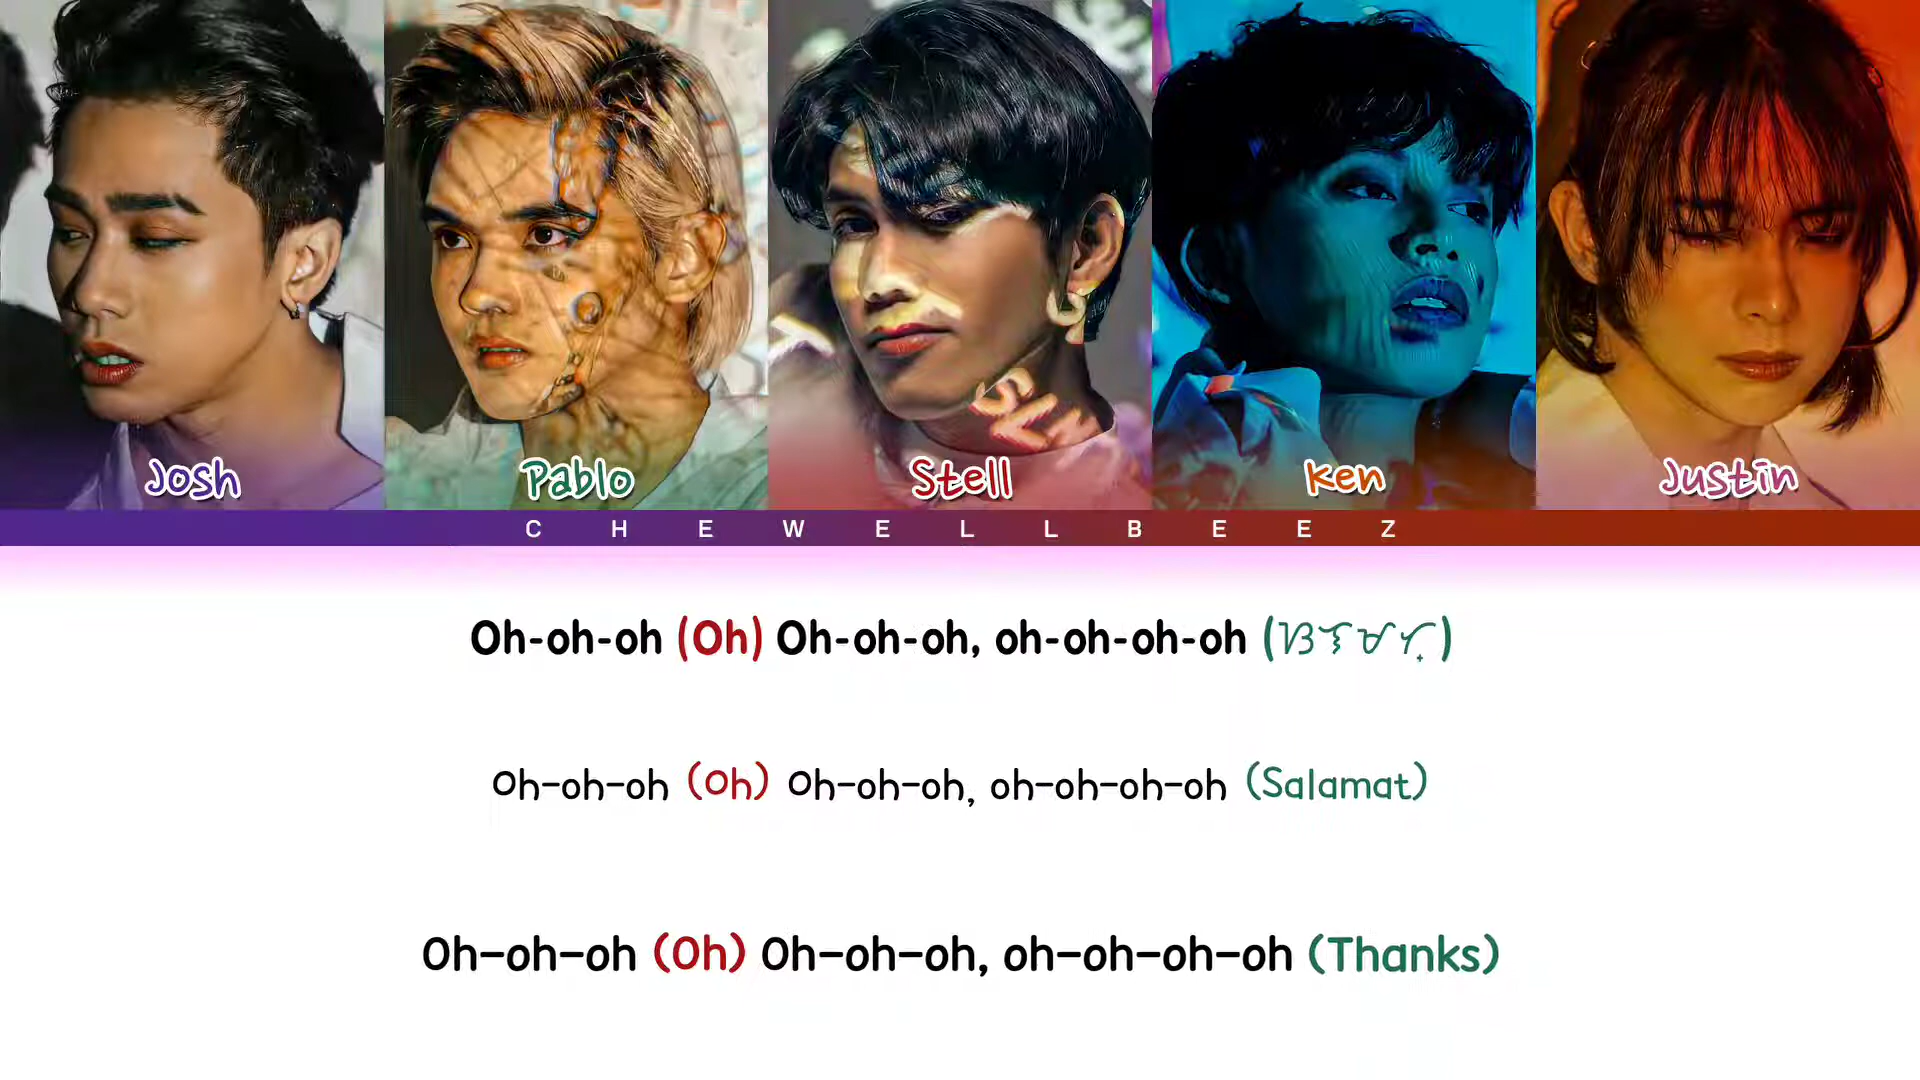 Josh
Pablo
Stell
Ken
Justin
CHEWELLBEEZ
Oh-oh-oh (Oh) Oh-oh-oh, oh-oh-oh-oh (ᜐᜎᜋᜆ᜔)
Oh-oh-oh (Oh) Oh-oh-oh, oh-oh-oh-oh (Salamat)
Oh-oh-oh (Oh) Oh-oh-oh, oh-oh-oh-oh (Thanks)